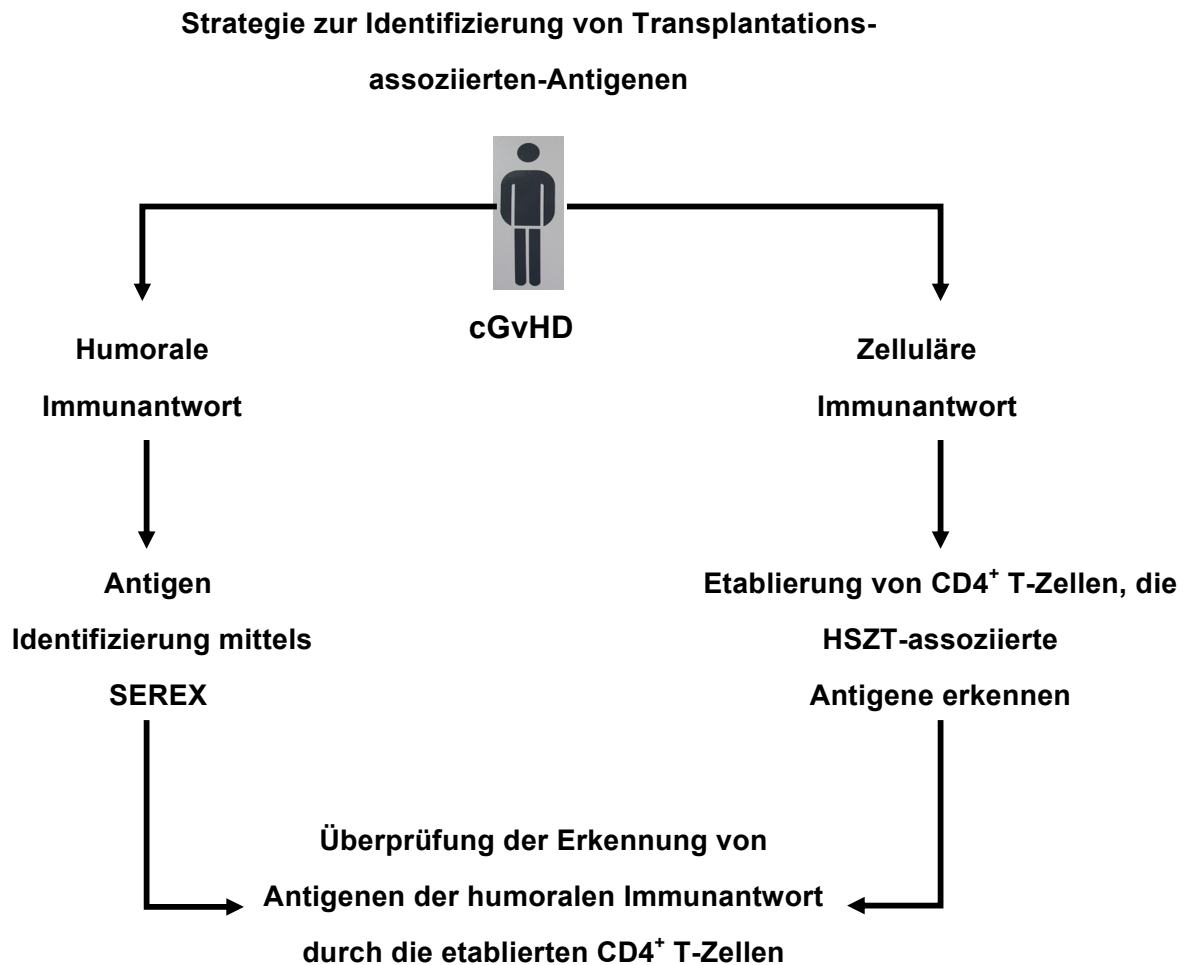 Strategie zur Identifizierung von Transplantations-
assoziierten-Antigenen
cGvHD
Humorale
Immunantwort
Zelluläre
Immunantwort
Antigen
Identifizierung mittels
SEREX
Etablierung von CD4⁺ T-Zellen, die
HSZT-assoziierte
Antigene erkennen
Überprüfung der Erkennung von
Antigenen der humoralen Immunantwort
durch die etablierten CD4⁺ T-Zellen